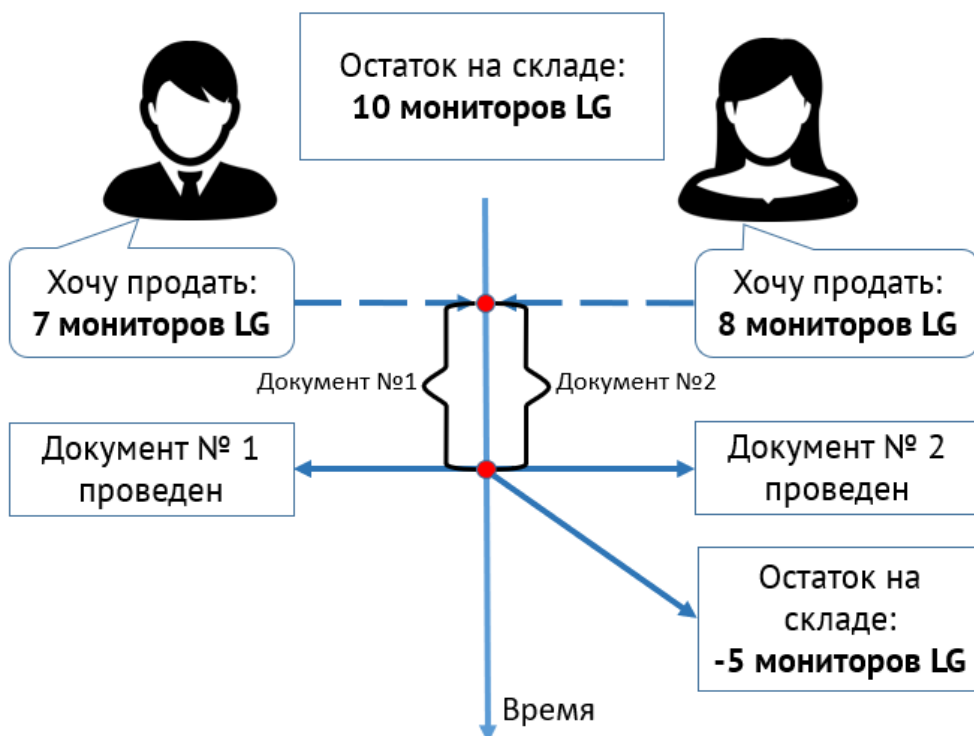 Остаток на складе:
10 мониторов LG
Хочу продать:
7 мониторов LG
Хочу продать:
8 мониторов LG
Документ №1
Документ №2
Документ № 1
проведен
Документ № 2
проведен
Остаток на
складе:
-5 мониторов LG
Время